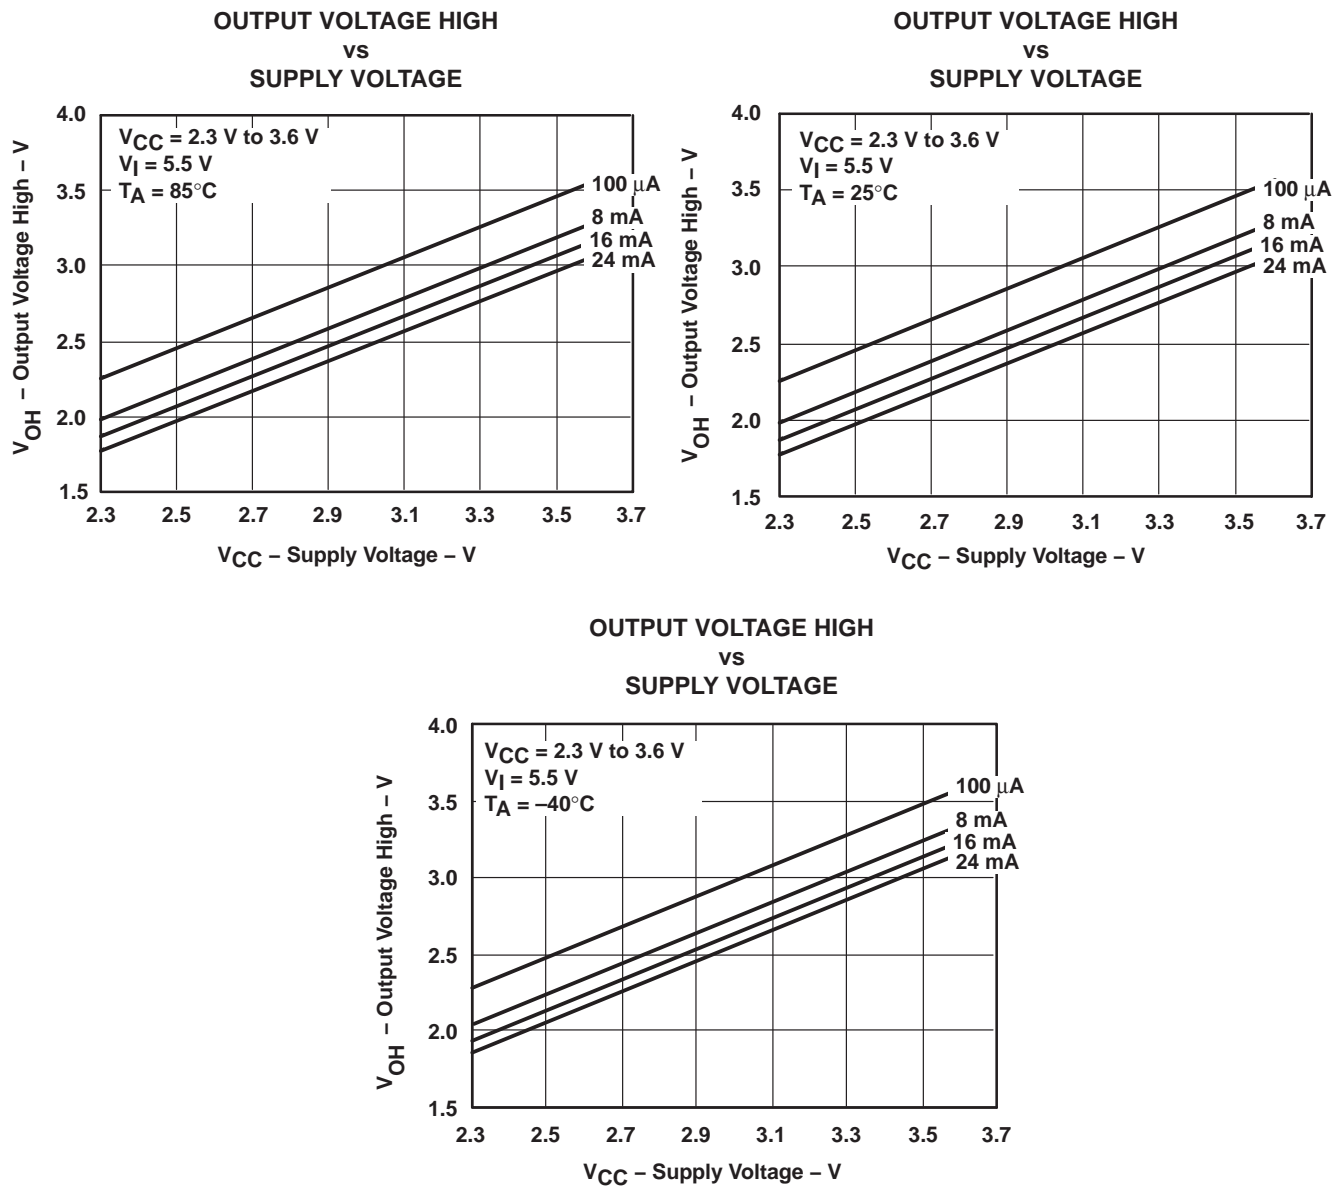 OUTPUT VOLTAGE HIGH
vs
SUPPLY VOLTAGE
VCC = 2.3 V to 3.6 V
VI = 5.5 V
TA = 85°C
4.0
3.5
3.0
2.5
2.0
1.5
VOH – Output Voltage High – V
100 μA
8 mA
16 mA
24 mA
2.3 2.5 2.7 2.9 3.1 3.3 3.5 3.7
VCC – Supply Voltage – V
OUTPUT VOLTAGE HIGH
vs
SUPPLY VOLTAGE
VCC = 2.3 V to 3.6 V
VI = 5.5 V
TA = 25°C
4.0
3.5
3.0
2.5
2.0
1.5
VOH – Output Voltage High – V
100 μA
8 mA
16 mA
24 mA
2.3 2.5 2.7 2.9 3.1 3.3 3.5 3.7
VCC – Supply Voltage – V
OUTPUT VOLTAGE HIGH
vs
SUPPLY VOLTAGE
VCC = 2.3 V to 3.6 V
VI = 5.5 V
TA = –40°C
4.0
3.5
3.0
2.5
2.0
1.5
VOH – Output Voltage High – V
100 μA
8 mA
16 mA
24 mA
2.3 2.5 2.7 2.9 3.1 3.3 3.5 3.7
VCC – Supply Voltage – V